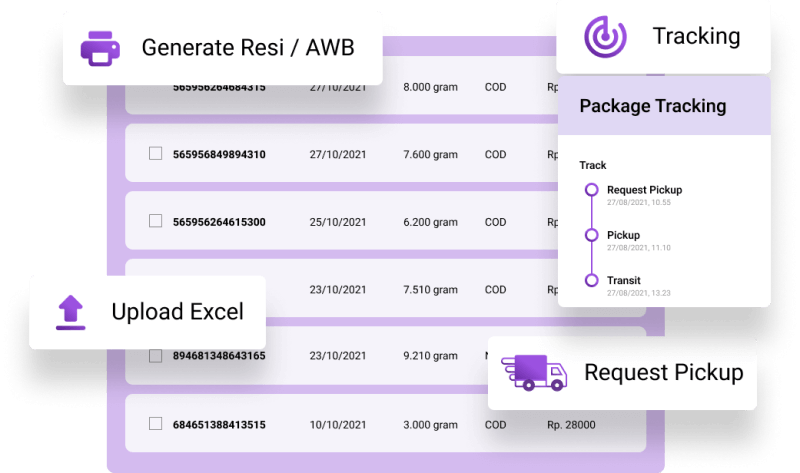 Generate Resi / AWB
Tracking
565956264684315 27/10/2021 8.000 gram COD Rp
Package Tracking
565956849894310 27/10/2021 7.600 gram COD Rp
Track
Request Pickup
27/08/2021, 10.55
565956264615300 25/10/2021 6.200 gram COD Rp
Pickup
27/08/2021, 11.10
Transit
27/08/2021, 13.23
23/10/2021 7.510 gram COD Rp
Upload Excel
894681348643165 23/10/2021 9.210 gram N
Request Pickup
684651388413515 10/10/2021 3.000 gram COD Rp. 28000